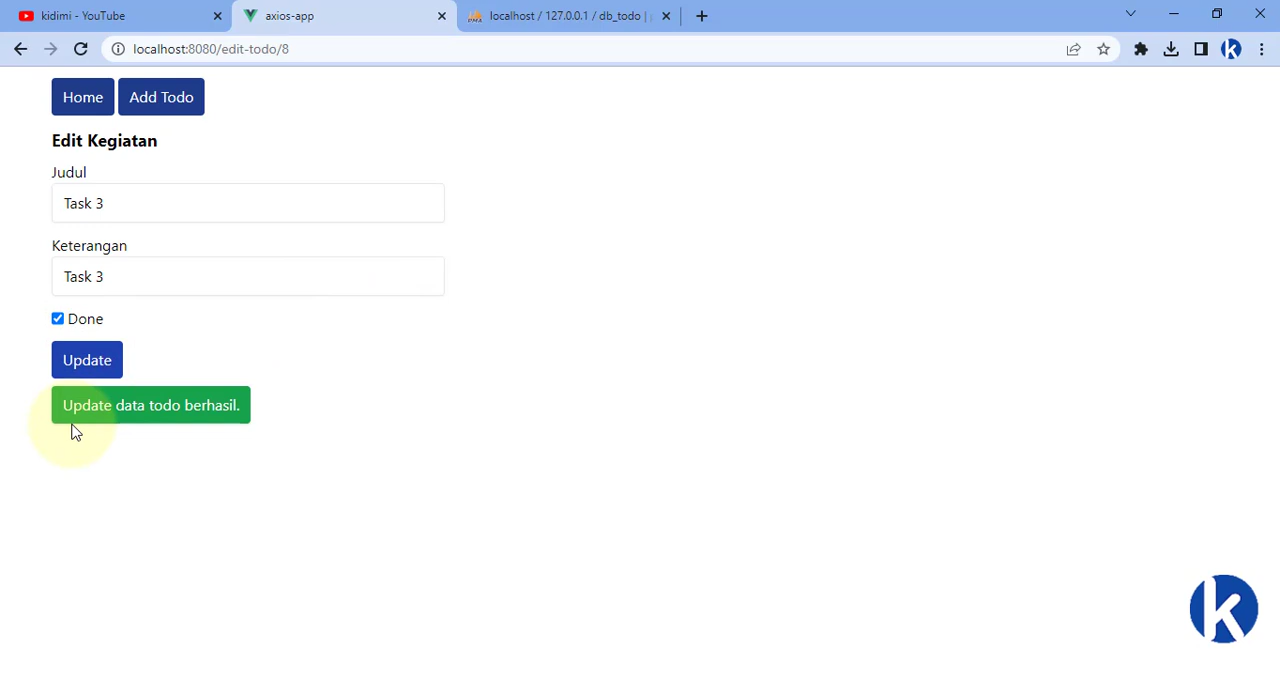 kidimi - YouTube
axios-app
localhost / 127.0.0.1 / db_todo |
localhost:8080/edit-todo/8
Home
Add Todo
Edit Kegiatan
Judul
Task 3
Keterangan
Task 3
Done
Update
Update data todo berhasil.
k